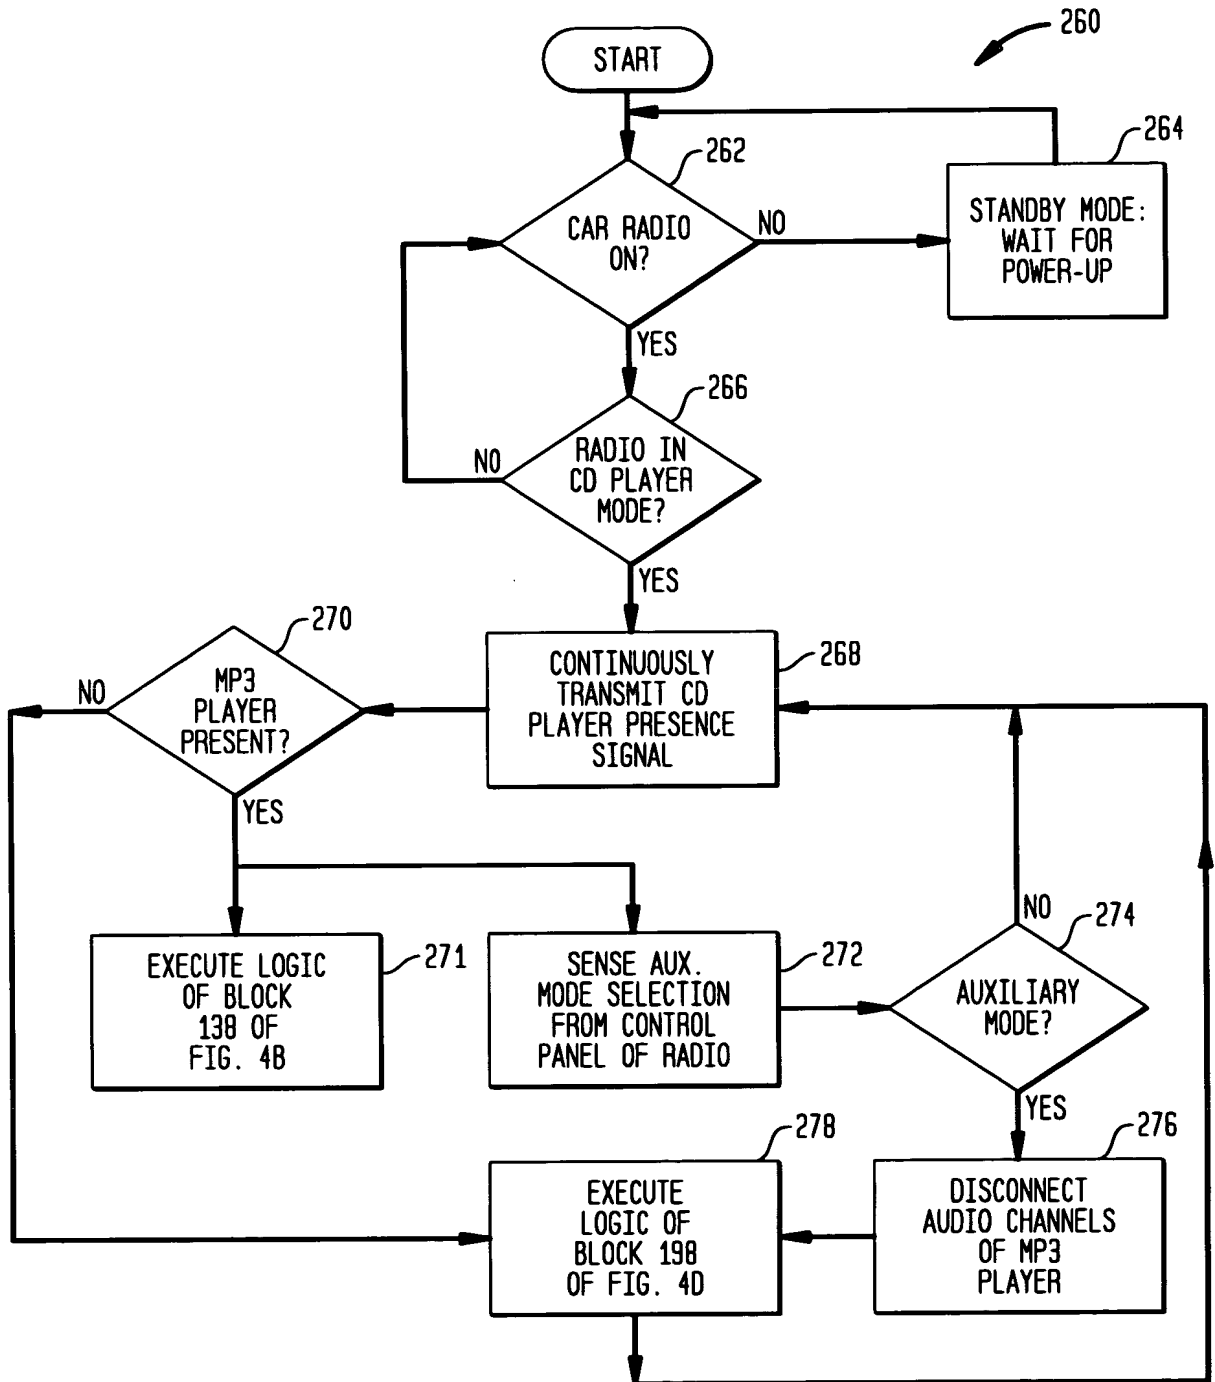 260
START
262
264
CAR RADIO
ON?
NO
STANDBY MODE:
WAIT FOR
POWER-UP
YES
266
RADIO IN
CD PLAYER
MODE?
NO
YES
270
MP3
PLAYER
PRESENT?
NO
CONTINUOUSLY
TRANSMIT CD
PLAYER PRESENCE
SIGNAL
268
YES
EXECUTE LOGIC
OF BLOCK
138 OF
FIG. 4B
271
SENSE AUX.
MODE SELECTION
FROM CONTROL
PANEL OF RADIO
272
NO
274
AUXILIARY
MODE?
YES
278
276
EXECUTE
LOGIC OF
BLOCK 198
OF FIG. 4D
DISCONNECT
AUDIO CHANNELS
OF MP3
PLAYER